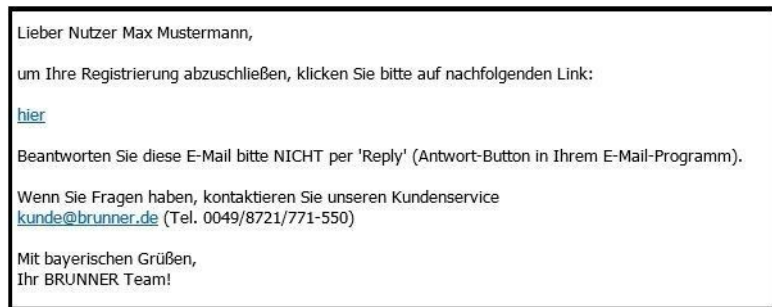 Lieber Nutzer Max Mustermann,
um Ihre Registrierung abzuschließen, klicken Sie bitte auf nachfolgenden Link:
hier
Beantworten Sie diese E-Mail bitte NICHT per 'Reply' (Antwort-Button in Ihrem E-Mail-Programm).
Wenn Sie Fragen haben, kontaktieren Sie unseren Kundenservice
kunde@brunner.de (Tel. 0049/8721/771-550)
Mit bayerischen Grüßen,
Ihr BRUNNER Team!